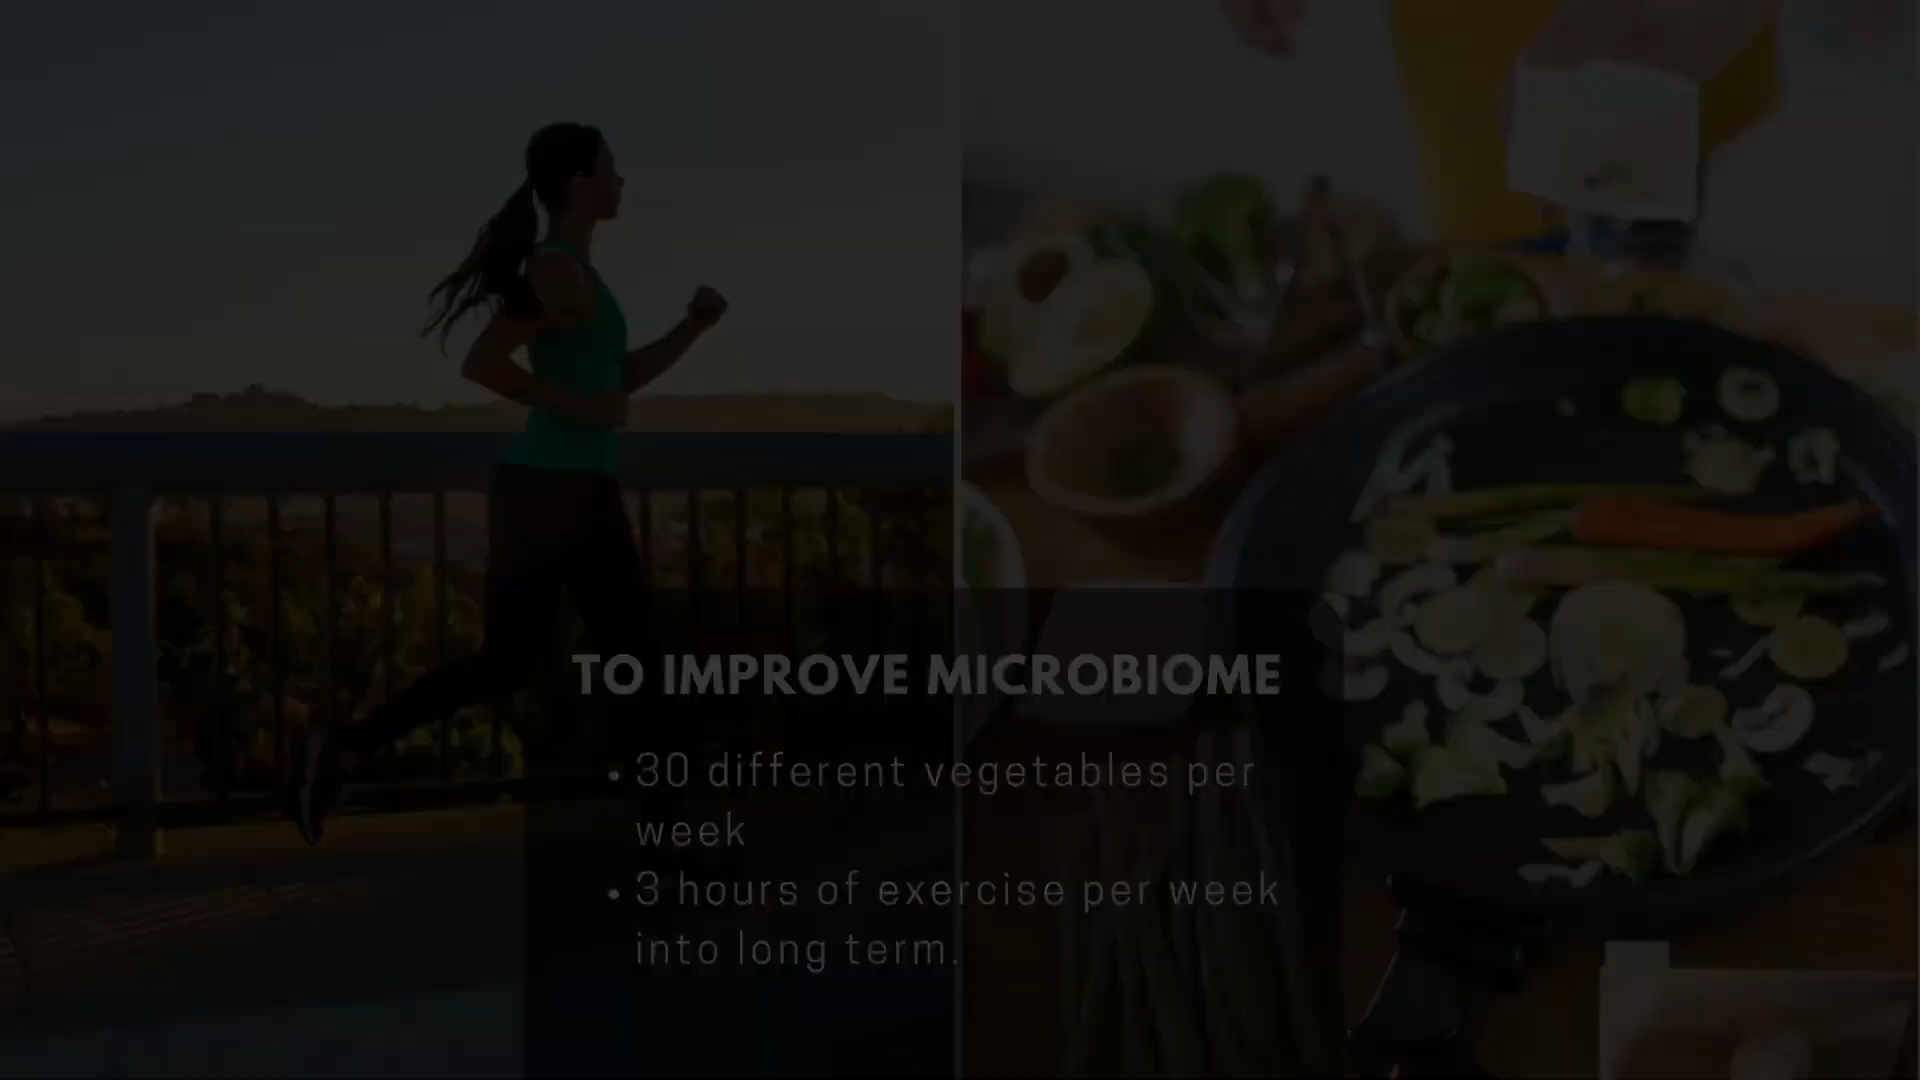 TO IMPROVE MICROBIOME
• 30 different vegetables per
week
• 3 hours of exercise per week
into long term.